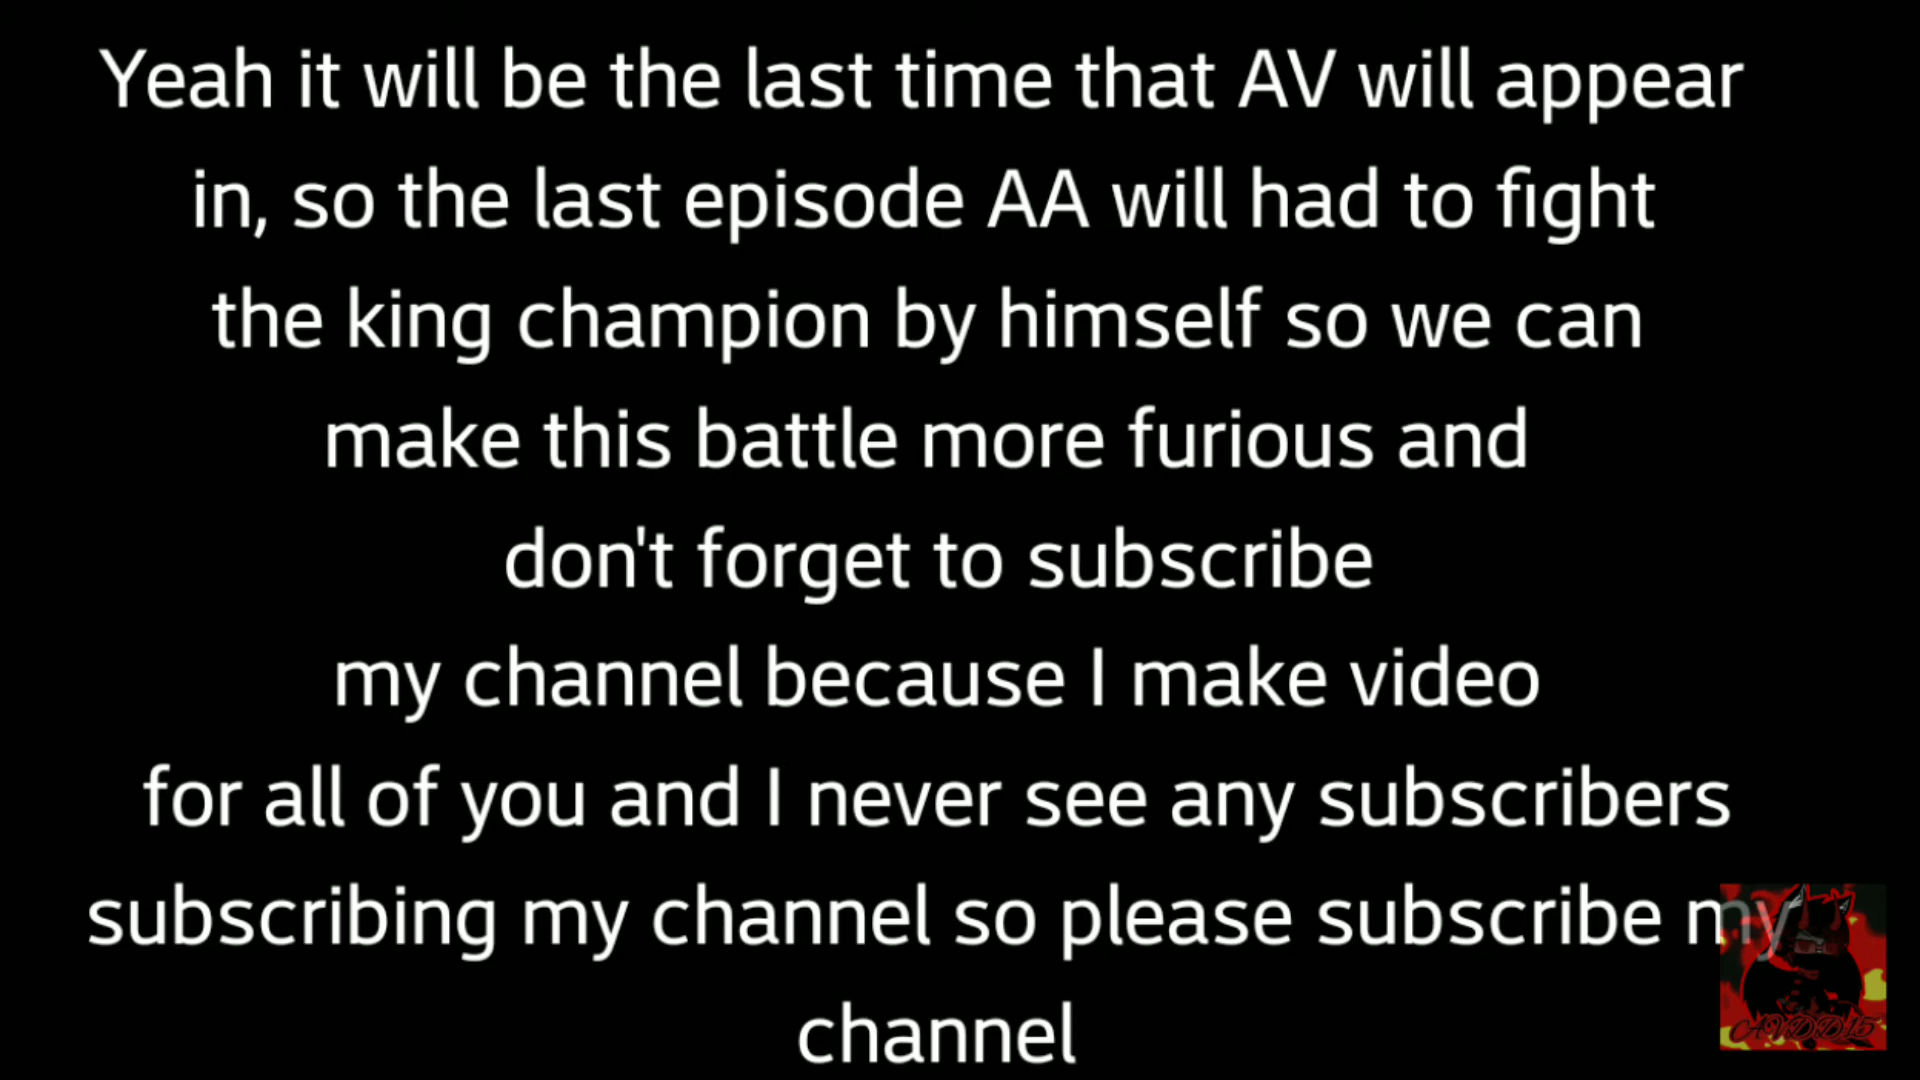 Yeah it will be the last time that AV will appear
in, so the last episode AA will had to fight
the king champion by himself so we can
make this battle more furious and
don't forget to subscribe
my channel because I make video
for all of you and I never see any subscribers
subscribing my channel so please subscribe my
channel
AVDD15